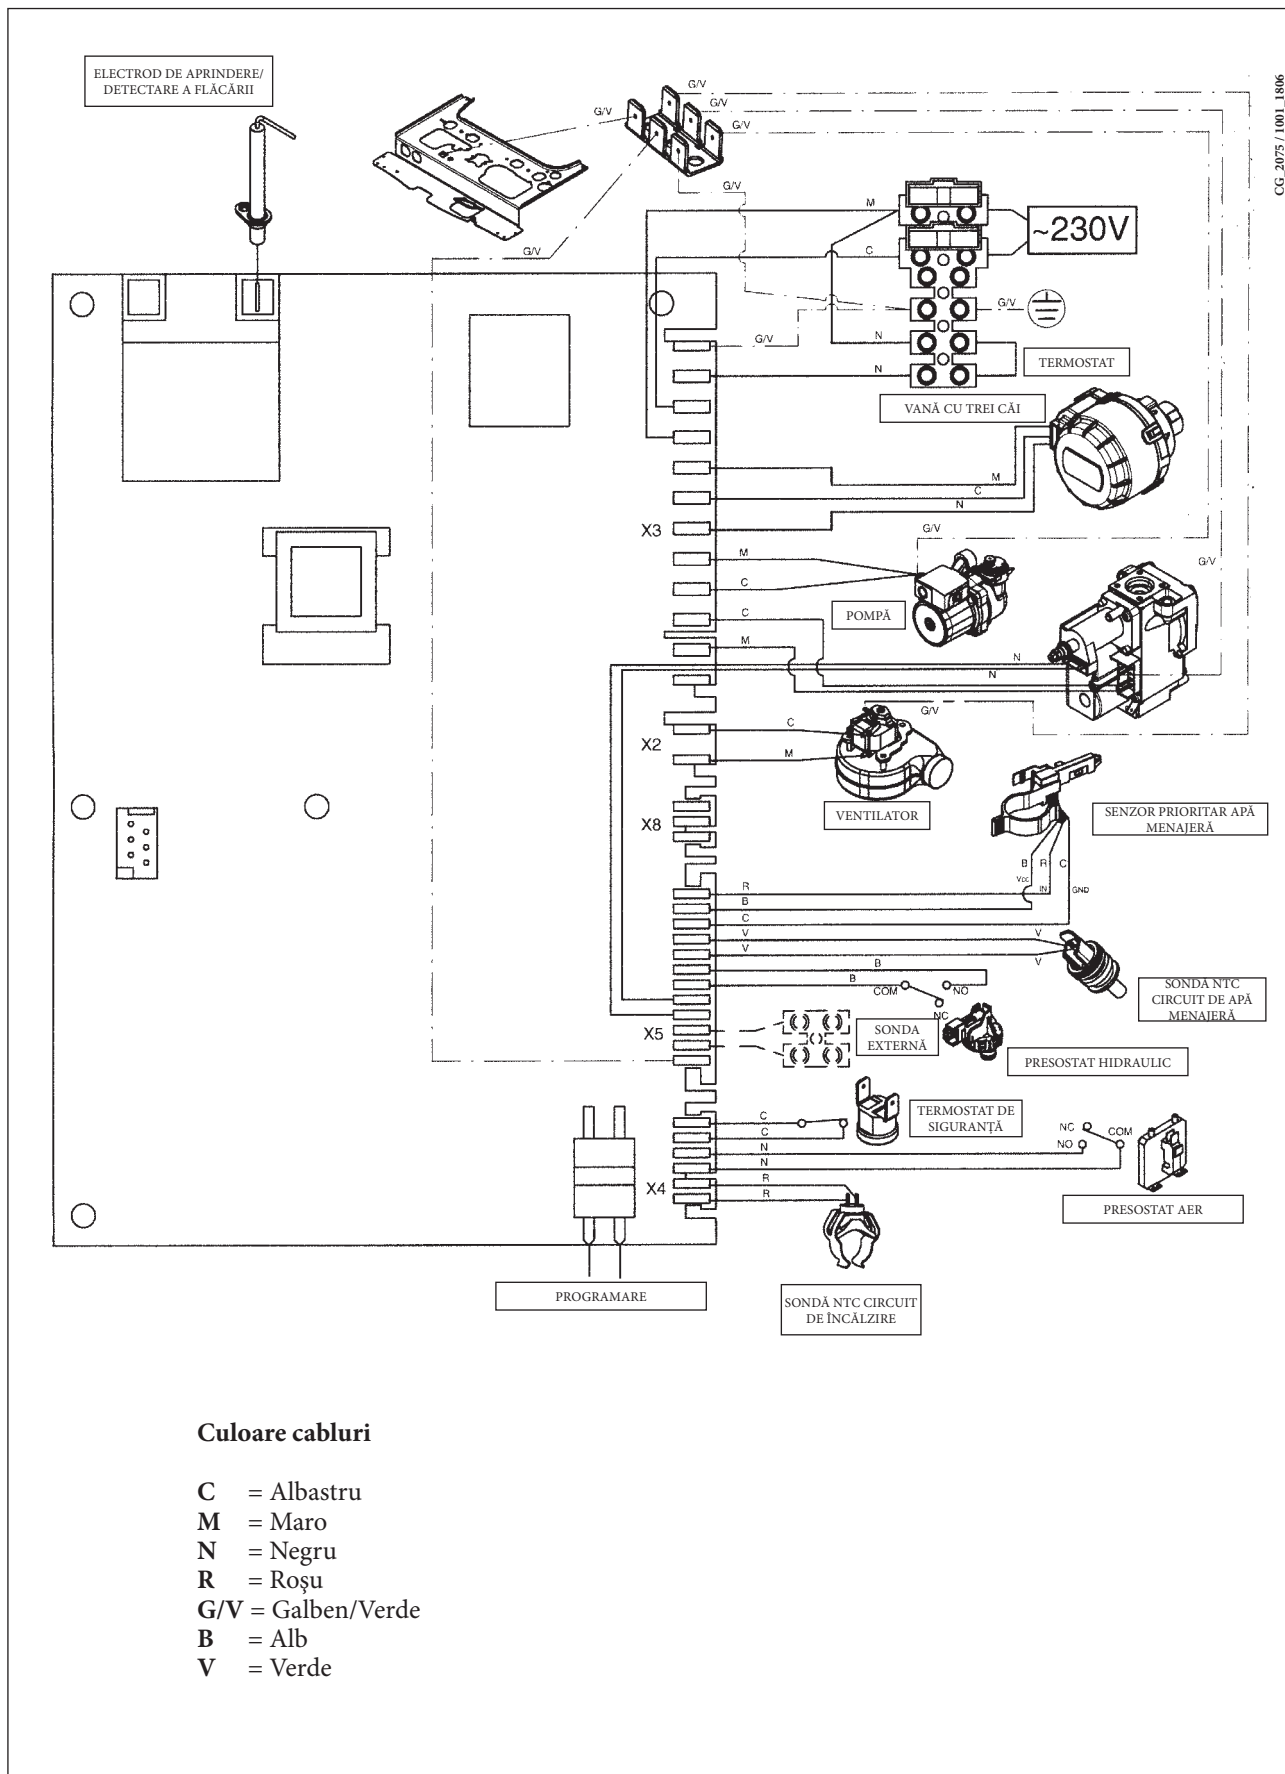 ELECTROD DE APRINDERE/
DETECTARE A FLĂCĂRII
CG_2075 / 1001_1806
G/V
G/V
G/V
G/V
G/V
G/V
M
~230V
C
G/V
G/V
N
TERMOSTAT
N
VANĂ CU TREI CĂI
M
C
N
X3
G/V
M
G/V
C
POMPĂ
C
M
N
N
G/V
C
X2
M
VENTILATOR
X8
SENZOR PRIORITAR APĂ
MENAJERĂ
B R C
VDC
R
IN
GND
B
C
V
V
V
V
B
B
COM
NO
NC
SONDĂ NTC
CIRCUIT DE APĂ
MENAJERĂ
X5
SONDA
EXTERNĂ
PRESOSTAT HIDRAULIC
TERMOSTAT DE
SIGURANȚĂ
C
C
N
N
NC
COM
NO
R
X4
R
PRESOSTAT AER
PROGRAMARE
SONDĂ NTC CIRCUIT
DE ÎNCĂLZIRE
Culoare cabluri
C = Albastru
M = Maro
N = Negru
R = Roşu
G/V = Galben/Verde
B = Alb
V = Verde